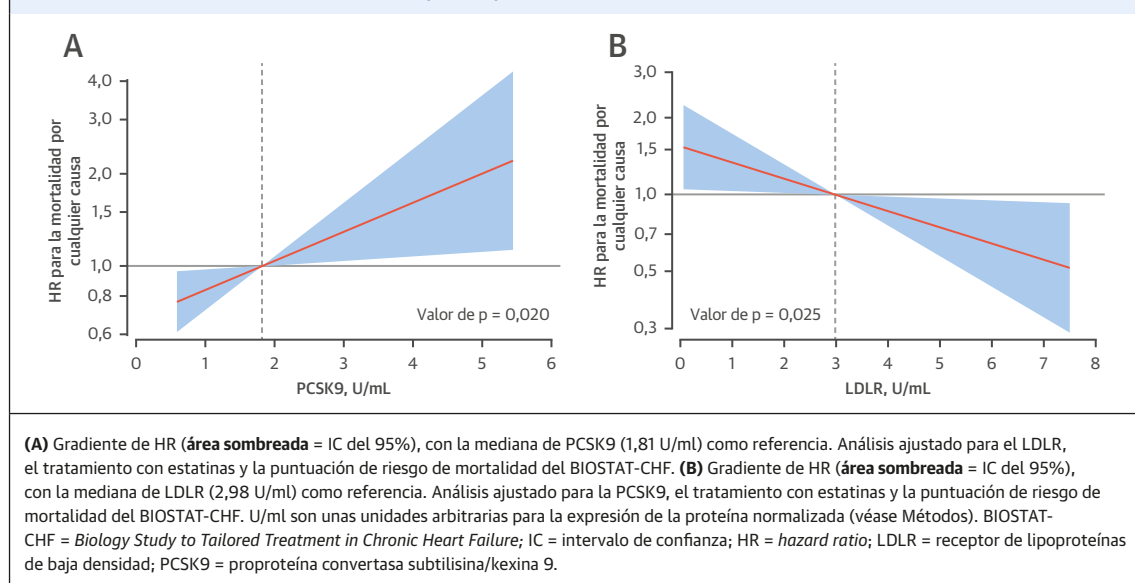 A
B
HR para la mortalidad por
cualquier causa
4,0
3,0
2,0
1,5
1,0
0,8
0,6
Valor de p = 0,020
0 1 2 3 4 5 6
PCSK9, U/mL
HR para la mortalidad por
cualquier causa
3,0
2,0
1,5
1,0
0,7
0,5
0,3
Valor de p = 0,025
0 1 2 3 4 5 6 7 8
LDLR, U/mL
(A) Gradiente de HR (área sombreada = IC del 95%), con la mediana de PCSK9 (1,81 U/ml) como referencia. Análisis ajustado para el LDLR,
el tratamiento con estatinas y la puntuación de riesgo de mortalidad del BIOSTAT-CHF. (B) Gradiente de HR (área sombreada = IC del 95%),
con la mediana de LDLR (2,98 U/ml) como referencia. Análisis ajustado para la PCSK9, el tratamiento con estatinas y la puntuación de riesgo de
mortalidad del BIOSTAT-CHF. U/ml son unas unidades arbitrarias para la expresión de la proteína normalizada (véase Métodos). BIOSTAT-
CHF = Biology Study to Tailored Treatment in Chronic Heart Failure; IC = intervalo de confianza; HR = hazard ratio; LDLR = receptor de lipoproteínas
de baja densidad; PCSK9 = proproteína convertasa subtilisina/kexina 9.